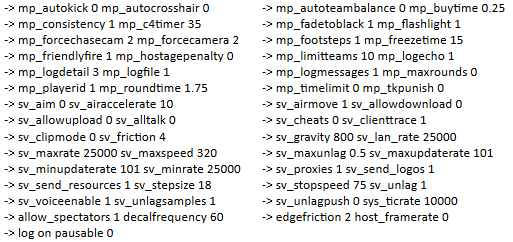 -> mp_autokick 0 mp_autocrosshair 0
-> mp_autoteambalance 0 mp_buytime 0.25
-> mp_consistency 1 mp_c4timer 35
-> mp_fadetoblack 1 mp_flashlight 1
-> mp_forcechasecam 2 mp_forcecamera 2
-> mp_footsteps 1 mp_freezetime 15
-> mp_friendlyfire 1 mp_hostagepenalty 0
-> mp_limitteams 10 mp_logecho 1
-> mp_logdetail 3 mp_logfile 1
-> mp_logmessages 1 mp_maxrounds 0
-> mp_playerid 1 mp_roundtime 1.75
-> mp_timelimit 0 mp_tkpunish 0
-> sv_aim 0 sv_airaccelerate 10
-> sv_airmove 1 sv_allowdownload 0
-> sv_allowupload 0 sv_alltalk 0
-> sv_cheats 0 sv_clienttrace 1
-> sv_clipmode 0 sv_friction 4
-> sv_gravity 800 sv_lan_rate 25000
-> sv_maxrate 25000 sv_maxspeed 320
-> sv_maxunlag 0.5 sv_maxupdaterate 101
-> sv_minupdaterate 101 sv_minrate 25000
-> sv_proxies 1 sv_send_logos 1
-> sv_send_resources 1 sv_stepsize 18
-> sv_stopspeed 75 sv_unlag 1
-> sv_voiceenable 1 sv_unlagsamples 1
-> sv_unlagpush 0 sys_ticrate 10000
-> allow_spectators 1 decalfrequency 60
-> edgefriction 2 host_framerate 0
-> log on pausable 0